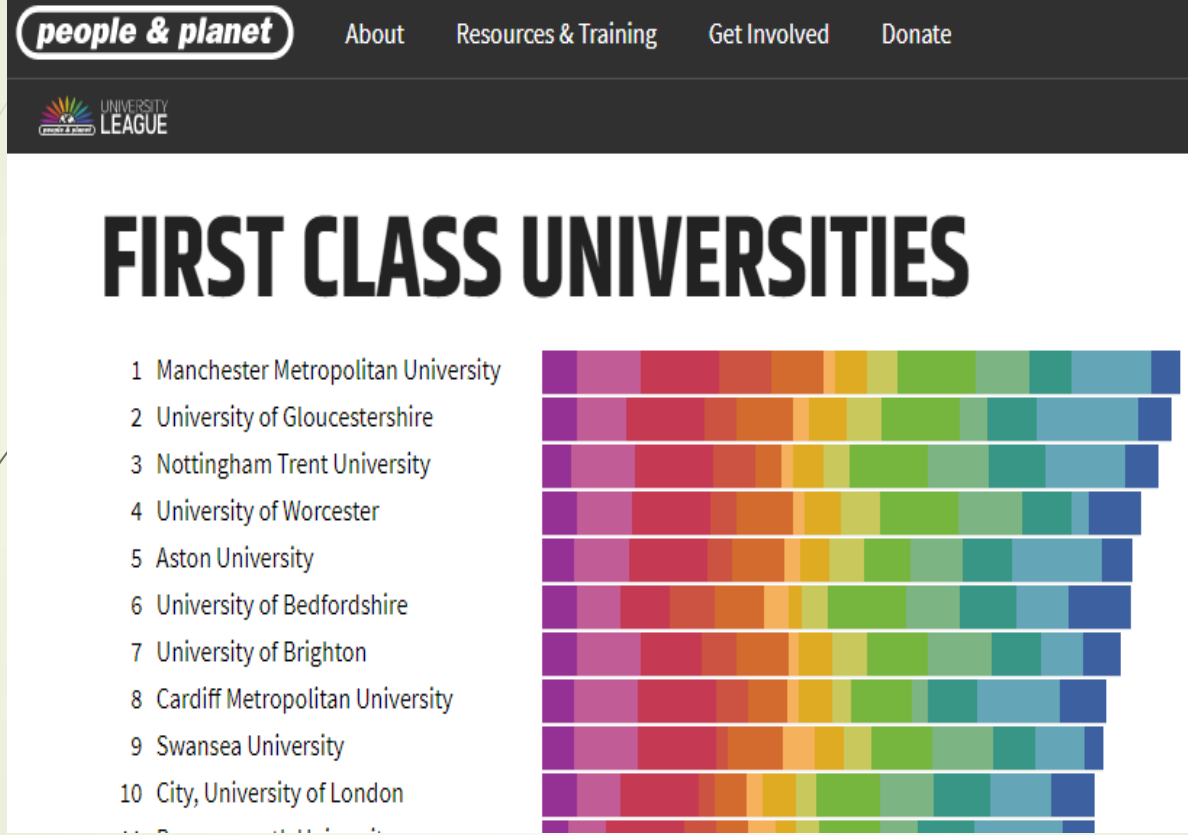 people & planet About Resources & Training Get Involved Donate
UNIVERSITY
people & planet LEAGUE
FIRST CLASS UNIVERSITIES
1 Manchester Metropolitan University
2 University of Gloucestershire
3 Nottingham Trent University
4 University of Worcester
5 Aston University
6 University of Bedfordshire
7 University of Brighton
8 Cardiff Metropolitan University
9 Swansea University
10 City, University of London